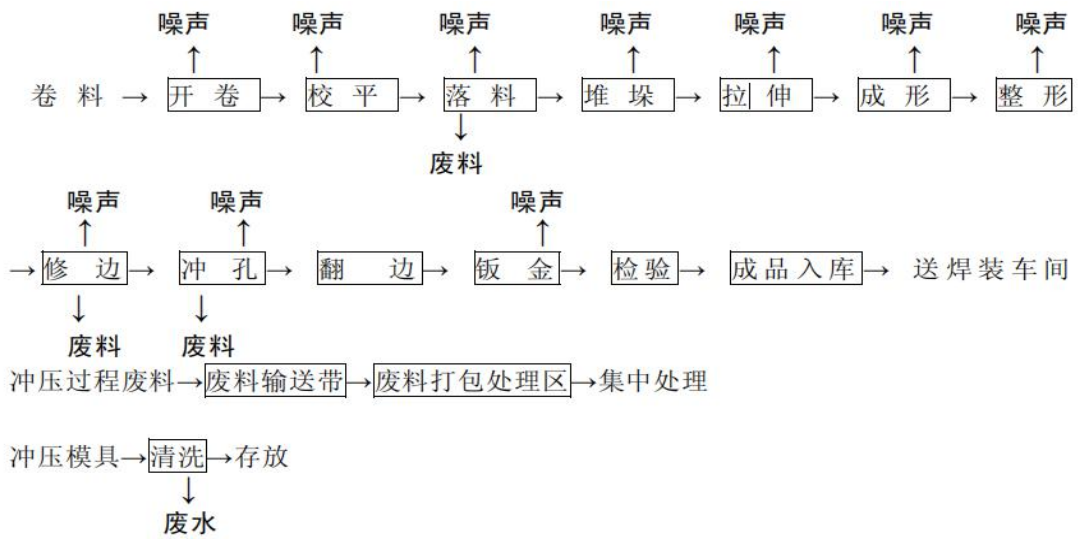 噪声 噪声 噪声 噪声 噪声 噪声 噪声
↑ ↑ ↑ ↑ ↑ ↑ ↑
卷料 → 开卷 → 校平 → 落料 → 堆垛 → 拉伸 → 成形 → 整形
↓
废料
噪声 噪声 噪声
↑ ↑ ↑
→ 修边 → 冲孔 → 翻边 → 钣金 → 检验 → 成品入库 → 送焊装车间
↓ ↓
废料 废料
冲压过程废料→废料输送带→废料打包处理区→集中处理
冲压模具→清洗→存放
↓
废水